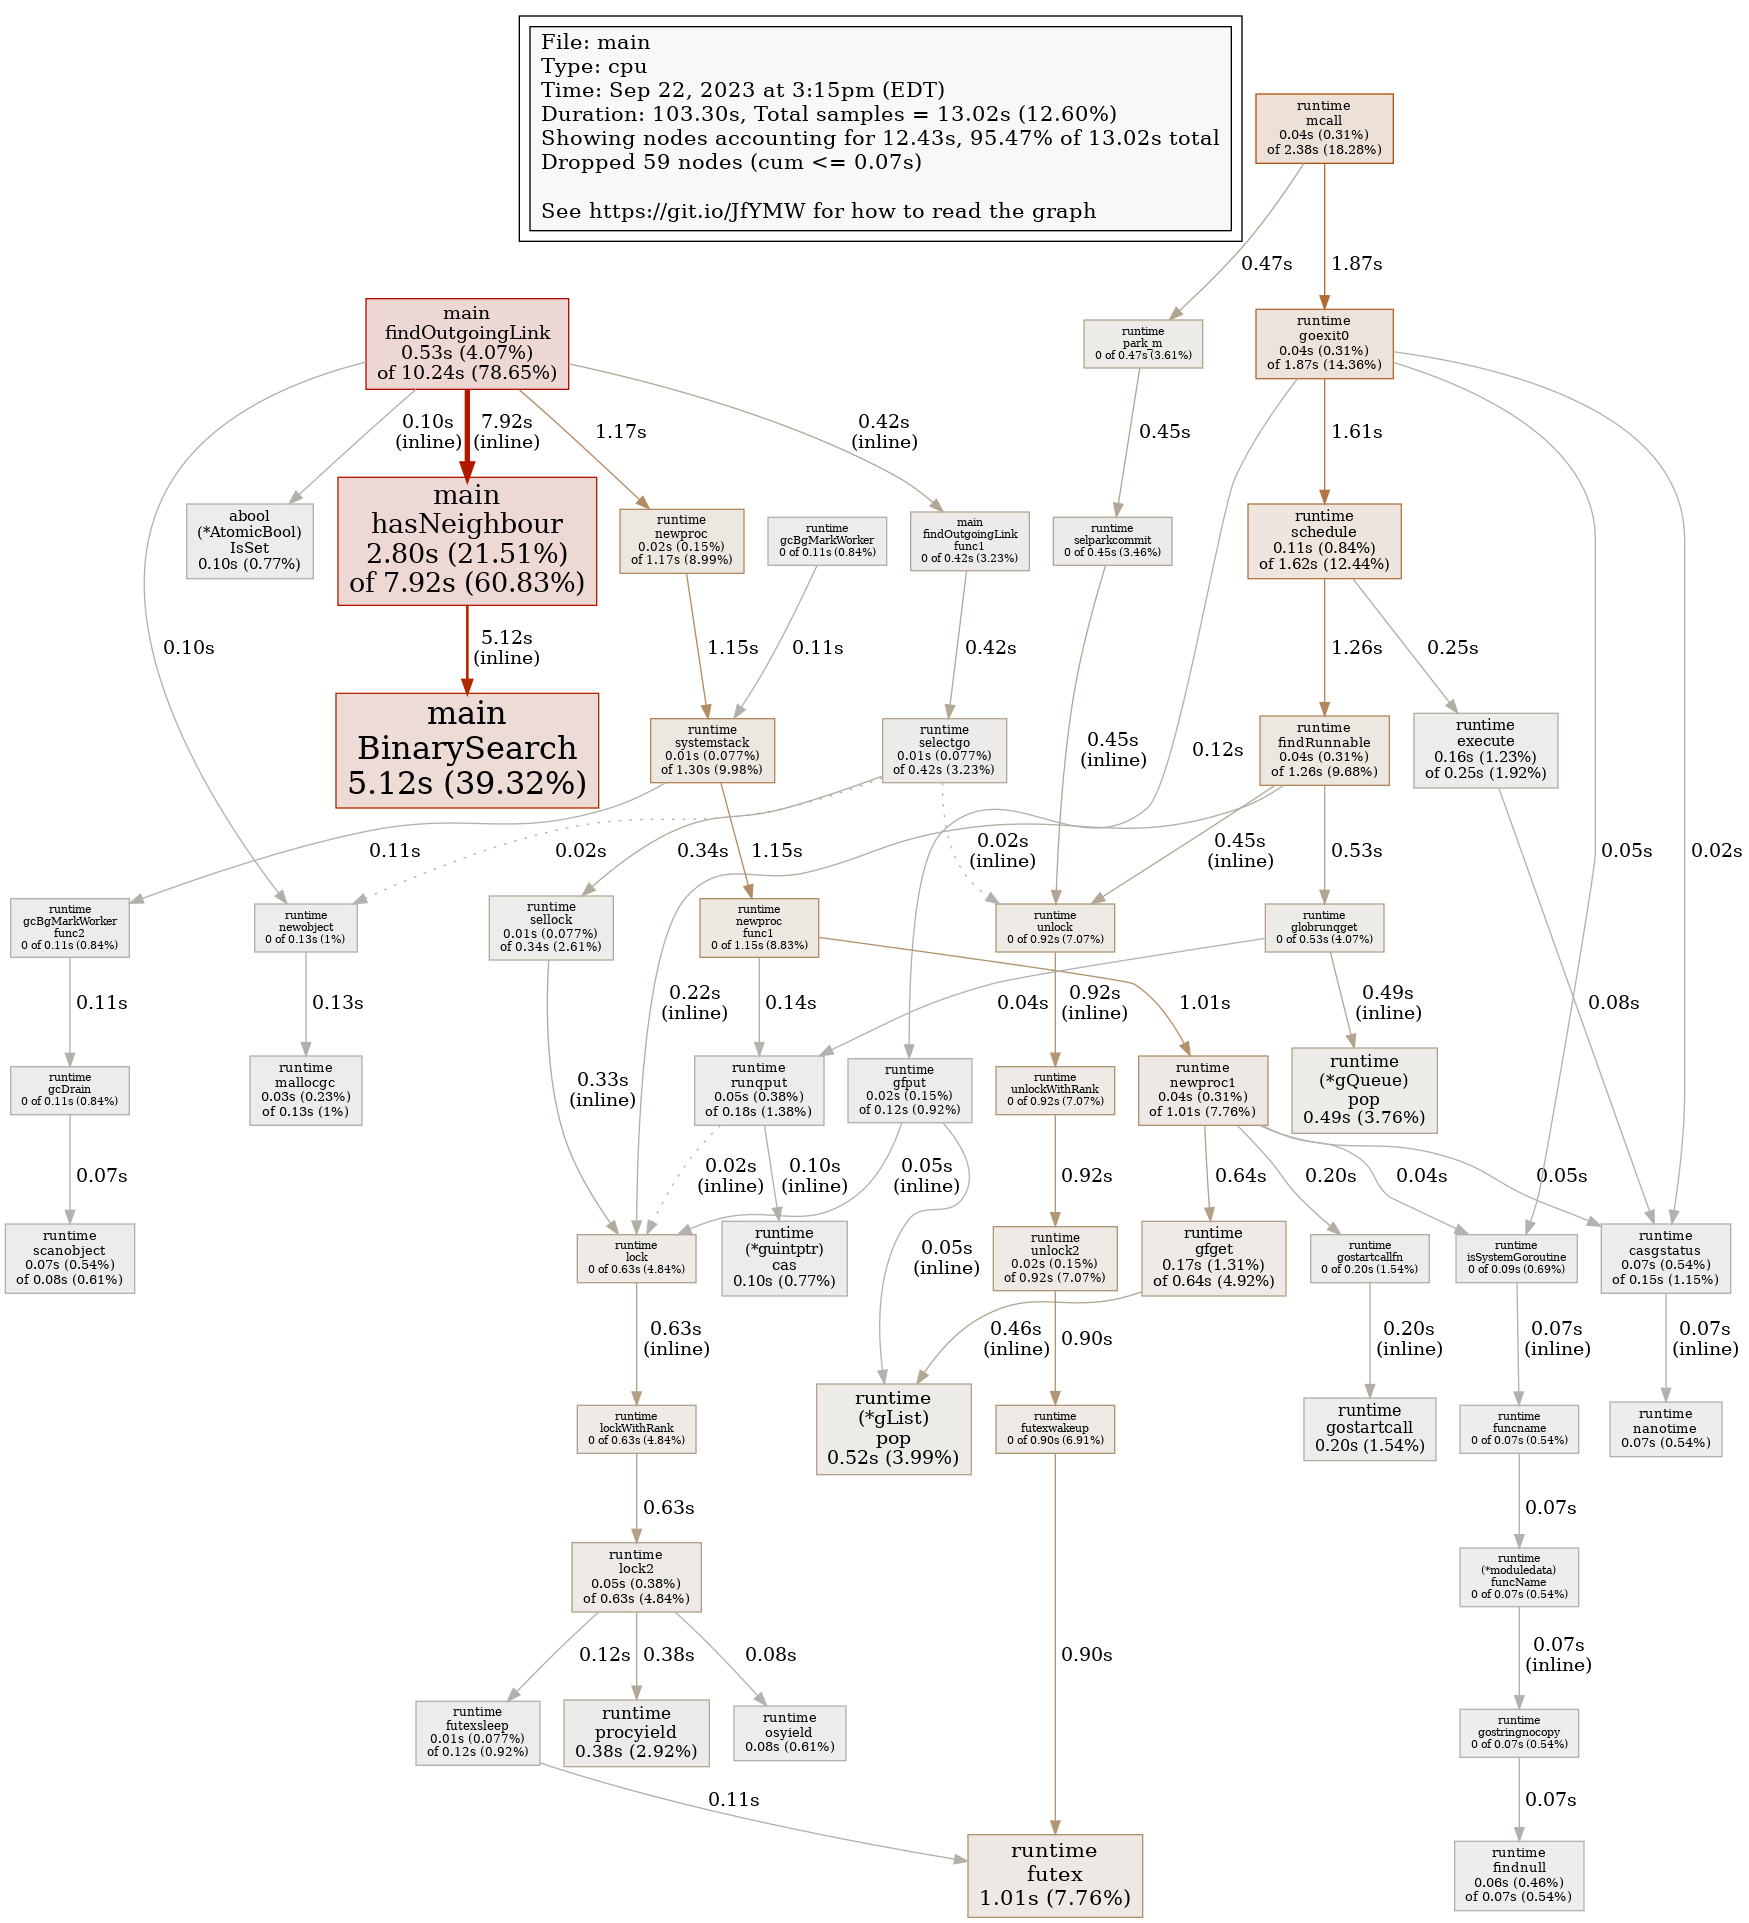 File: main
Type: cpu
Time: Sep 22, 2023 at 3:15pm (EDT)
Duration: 103.30s, Total samples = 13.02s (12.60%)
Showing nodes accounting for 12.43s, 95.47% of 13.02s total
Dropped 59 nodes (cum <= 0.07s)
See https://git.io/JfYMW for how to read the graph
runtime
mcall
0.04s (0.31%)
of 2.38s (18.28%)
0.47s
1.87s
main
findOutgoingLink
0.53s (4.07%)
of 10.24s (78.65%)
runtime
park_m
0 of 0.47s (3.61%)
runtime
goexit0
0.04s (0.31%)
of 1.87s (14.36%)
0.10s
(inline)
7.92s
(inline)
1.17s
0.42s
(inline)
0.45s
1.61s
abool
(*AtomicBool)
IsSet
0.10s (0.77%)
main
hasNeighbour
2.80s (21.51%)
of 7.92s (60.83%)
runtime
newproc
0.02s (0.15%)
of 1.17s (8.99%)
runtime
gcBgMarkWorker
0 of 0.11s (0.84%)
main
findOutgoingLink
func1
0 of 0.42s (3.23%)
runtime
selparkcommit
0 of 0.45s (3.46%)
runtime
schedule
0.11s (0.84%)
of 1.62s (12.44%)
0.10s
5.12s
(inline)
1.15s
0.11s
0.42s
1.26s
0.25s
main
BinarySearch
5.12s (39.32%)
runtime
systemstack
0.01s (0.077%)
of 1.30s (9.98%)
runtime
selectgo
0.01s (0.077%)
of 0.42s (3.23%)
0.45s
(inline)
0.12s
runtime
findRunnable
0.04s (0.31%)
of 1.26s (9.68%)
runtime
execute
0.16s (1.23%)
of 0.25s (1.92%)
0.11s
0.02s
0.34s
1.15s
0.02s
(inline)
0.45s
(inline)
0.53s
0.05s
0.02s
runtime
gcBgMarkWorker
func2
0 of 0.11s (0.84%)
runtime
newobject
0 of 0.13s (1%)
runtime
sellock
0.01s (0.077%)
of 0.34s (2.61%)
runtime
newproc
func1
0 of 1.15s (8.83%)
runtime
unlock
0 of 0.92s (7.07%)
runtime
globrunqget
0 of 0.53s (4.07%)
0.11s
0.13s
0.22s
(inline)
0.14s
0.04s
0.92s
(inline)
1.01s
0.49s
(inline)
0.08s
runtime
gcDrain
0 of 0.11s (0.84%)
runtime
mallocgc
0.03s (0.23%)
of 0.13s (1%)
0.33s
(inline)
runtime
runqput
0.05s (0.38%)
of 0.18s (1.38%)
runtime
gfput
0.02s (0.15%)
of 0.12s (0.92%)
runtime
unlockWithRank
0 of 0.92s (7.07%)
runtime
newproc1
0.04s (0.31%)
of 1.01s (7.76%)
runtime
(*gQueue)
pop
0.49s (3.76%)
0.07s
0.02s
(inline)
0.10s
(inline)
0.05s
(inline)
0.92s
0.64s
0.20s
0.04s
0.05s
runtime
scanobject
0.07s (0.54%)
of 0.08s (0.61%)
runtime
lock
0 of 0.63s (4.84%)
runtime
(*guintptr)
cas
0.10s (0.77%)
0.05s
(inline)
runtime
unlock2
0.02s (0.15%)
of 0.92s (7.07%)
runtime
gfget
0.17s (1.31%)
of 0.64s (4.92%)
runtime
gostartcallfn
0 of 0.20s (1.54%)
runtime
isSystemGoroutine
0 of 0.09s (0.69%)
runtime
casgstatus
0.07s (0.54%)
of 0.15s (1.15%)
0.63s
(inline)
0.46s
(inline)
0.90s
0.20s
(inline)
0.07s
(inline)
0.07s
(inline)
runtime
lockWithRank
0 of 0.63s (4.84%)
runtime
(*gList)
pop
0.52s (3.99%)
runtime
futexwakeup
0 of 0.90s (6.91%)
runtime
gostartcall
0.20s (1.54%)
runtime
funcname
0 of 0.07s (0.54%)
runtime
nanotime
0.07s (0.54%)
0.63s
0.07s
runtime
lock2
0.05s (0.38%)
of 0.63s (4.84%)
runtime
(*moduledata)
funcName
0 of 0.07s (0.54%)
0.12s
0.38s
0.08s
0.90s
0.07s
(inline)
runtime
futexsleep
0.01s (0.077%)
of 0.12s (0.92%)
runtime
procyield
0.38s (2.92%)
runtime
osyield
0.08s (0.61%)
runtime
gostringnocopy
0 of 0.07s (0.54%)
0.11s
0.07s
runtime
futex
1.01s (7.76%)
runtime
findnull
0.06s (0.46%)
of 0.07s (0.54%)